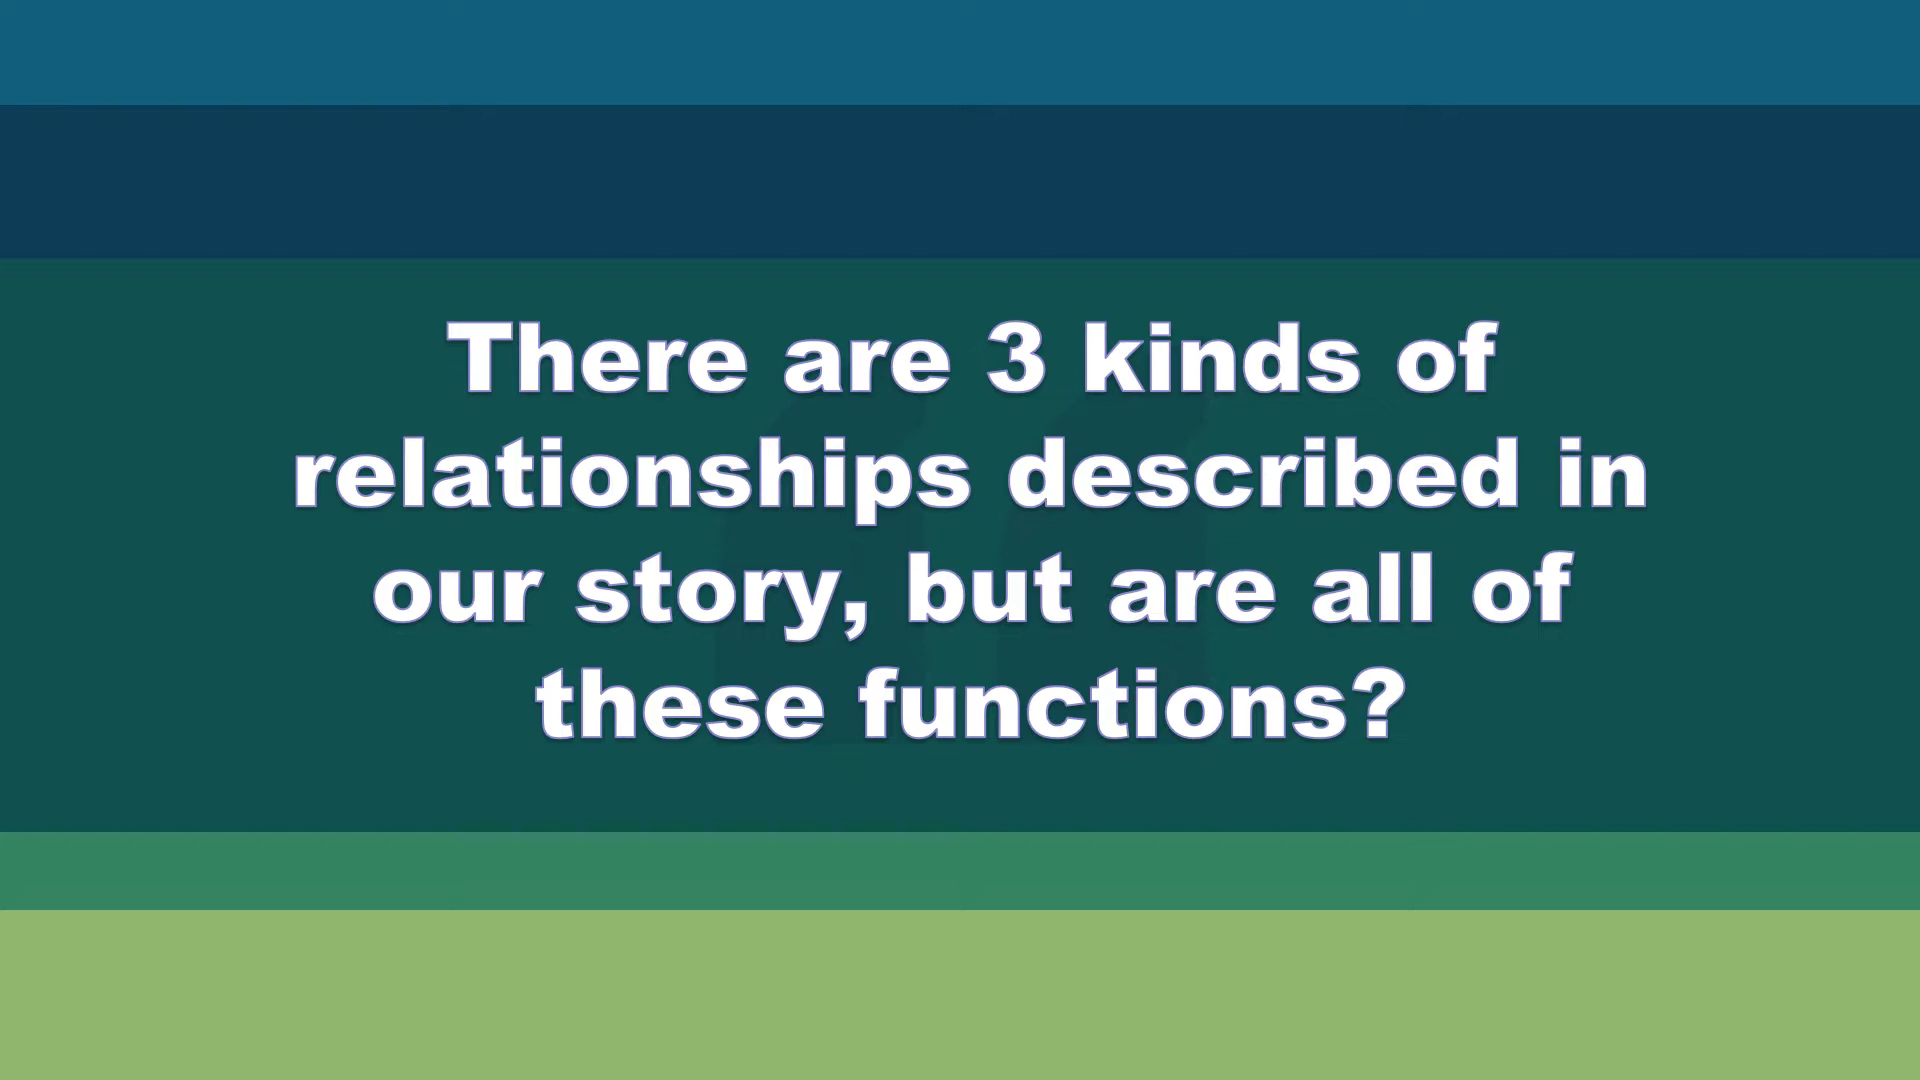 There are 3 kinds of
relationships described in
our story, but are all of
these functions?